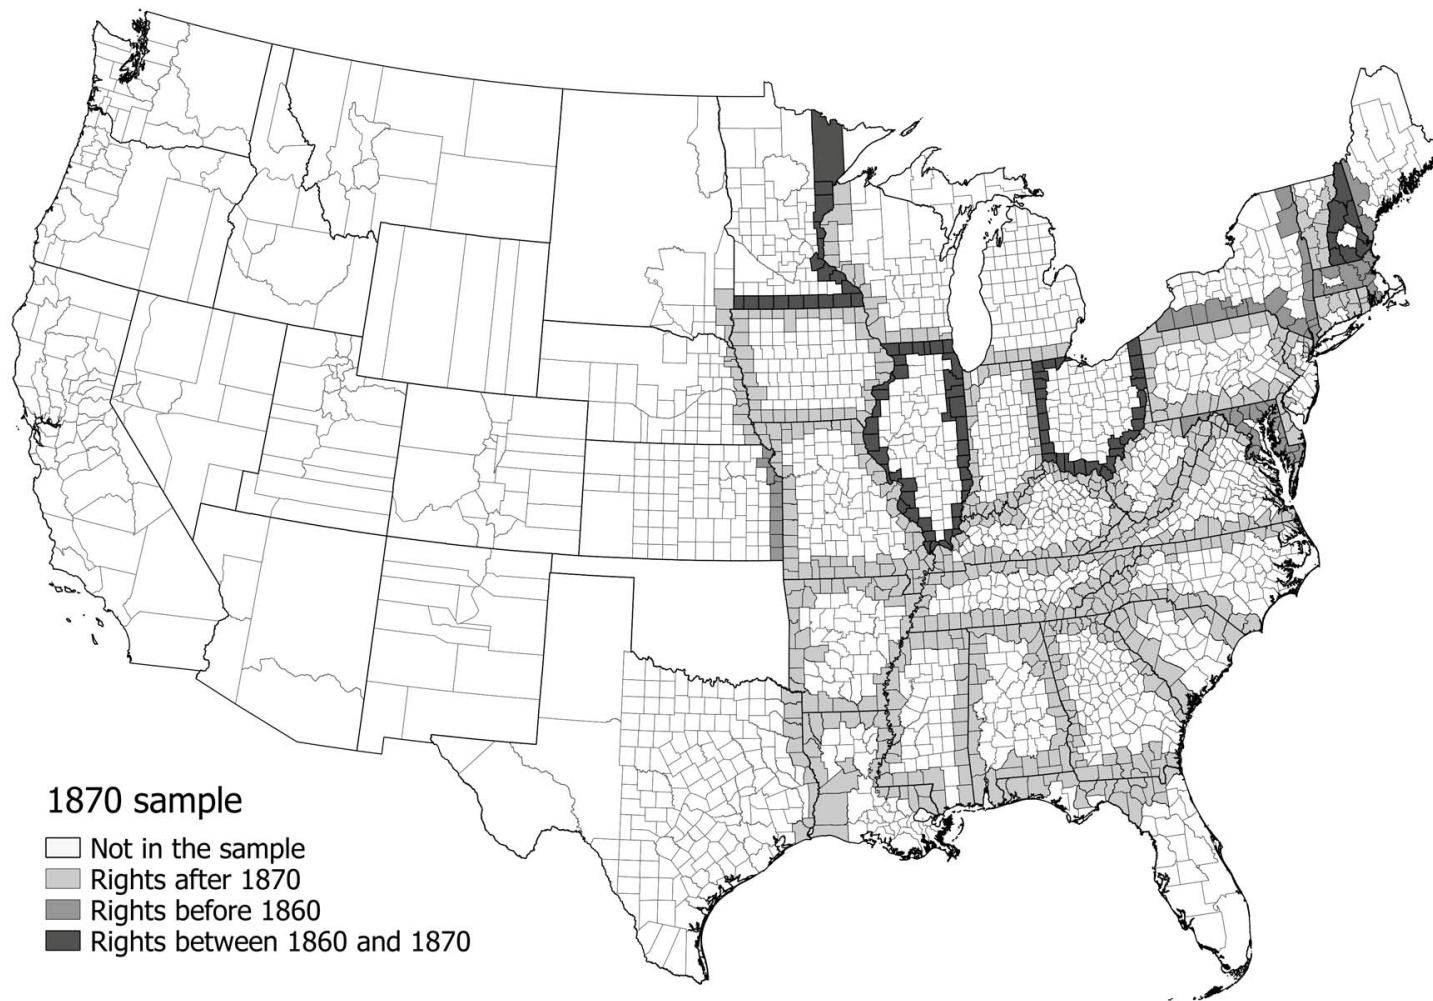 1870 sample
Not in the sample
Rights after 1870
Rights before 1860
Rights between 1860 and 1870